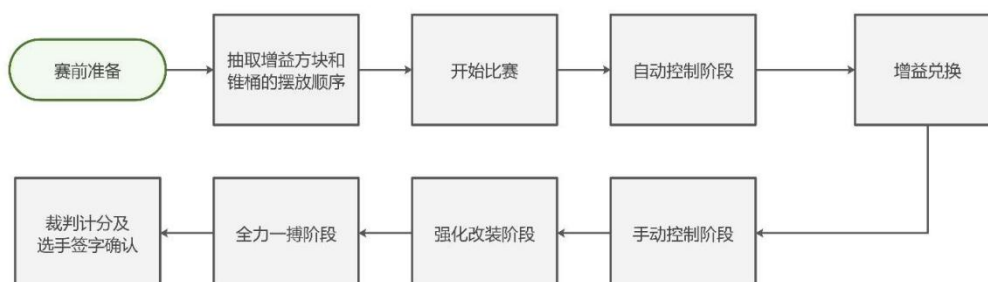 赛前准备
抽取增益方块和
锥桶的摆放顺序
开始比赛
自动控制阶段
增益兑换
手动控制阶段
强化改装阶段
全力一搏阶段
裁判计分及
选手签字确认